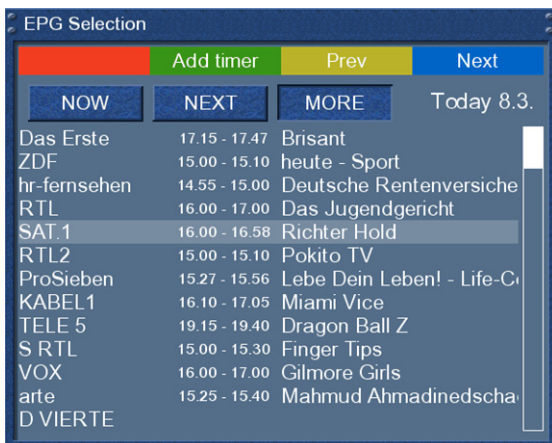 EPG Selection
Add timer Prev Next
NOW NEXT MORE Today 8.3.
Das Erste 17.15 - 17.47 Brisant
ZDF 15.00 - 15.10 heute - Sport
hr-fernsehen 14.55 - 15.00 Deutsche Rentenversiche
RTL 16.00 - 17.00 Das Jugendgericht
SAT.1 16.00 - 16.58 Richter Hold
RTL2 15.00 - 15.10 Pokito TV
ProSieben 15.27 - 15.56 Lebe Dein Leben! - Life-Co
KABEL1 16.10 - 17.05 Miami Vice
TELE 5 19.15 - 19.40 Dragon Ball Z
S RTL 15.00 - 15.30 Finger Tips
VOX 16.00 - 17.00 Gilmore Girls
arte 15.25 - 15.40 Mahmud Ahmadinedscha
D VIERTE